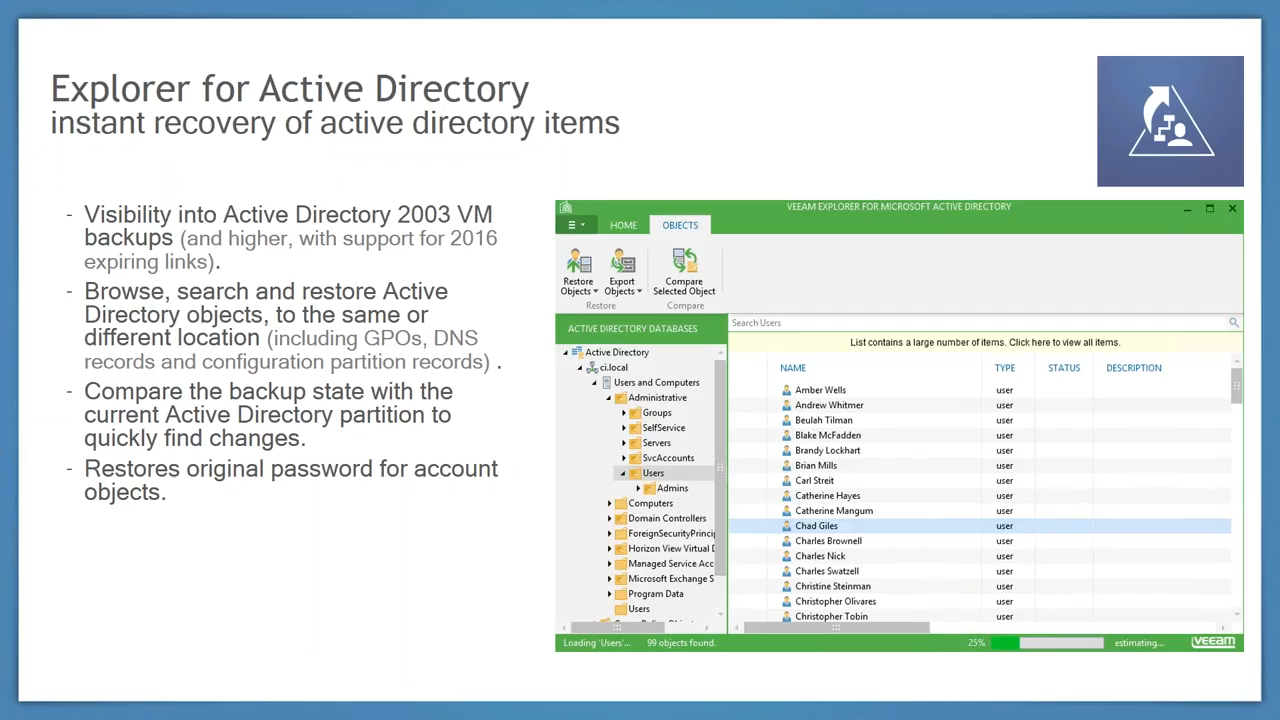 Explorer for Active Directory
instant recovery of active directory items
- Visibility into Active Directory 2003 VM
backups (and higher, with support for 2016
expiring links).
- Browse, search and restore Active
Directory objects, to the same or
different location (including GPOs, DNS
records and configuration partition records) .
- Compare the backup state with the
current Active Directory partition to
quickly find changes.
- Restores original password for account
objects.
VEEAM EXPLORER FOR MICROSOFT ACTIVE DIRECTORY
HOME OBJECTS
Restore Objects
Export Objects
Compare Selected Object
Restore Compare
ACTIVE DIRECTORY DATABASES
Active Directory
ci.local
Users and Computers
Administrative
Groups
SelfService
Servers
SvcAccounts
Users
Admins
Computers
Domain Controllers
ForeignSecurityPrincip
Horizon View Virtual D
Managed Service Acc
Microsoft Exchange S
Program Data
Users
Search Users
List contains a large number of items. Click here to view all items.
NAME TYPE STATUS DESCRIPTION
Amber Wells user
Andrew Whitmer user
Beulah Tilman user
Blake McFadden user
Brandy Lockhart user
Brian Mills user
Carl Streit user
Catherine Hayes user
Catherine Mangum user
Chad Giles user
Charles Brownell user
Charles Nick user
Charles Swatzell user
Christine Steinman user
Christopher Olivares user
Christopher Tobin user
Loading 'Users'... 99 objects found. 25% estimating... veeam